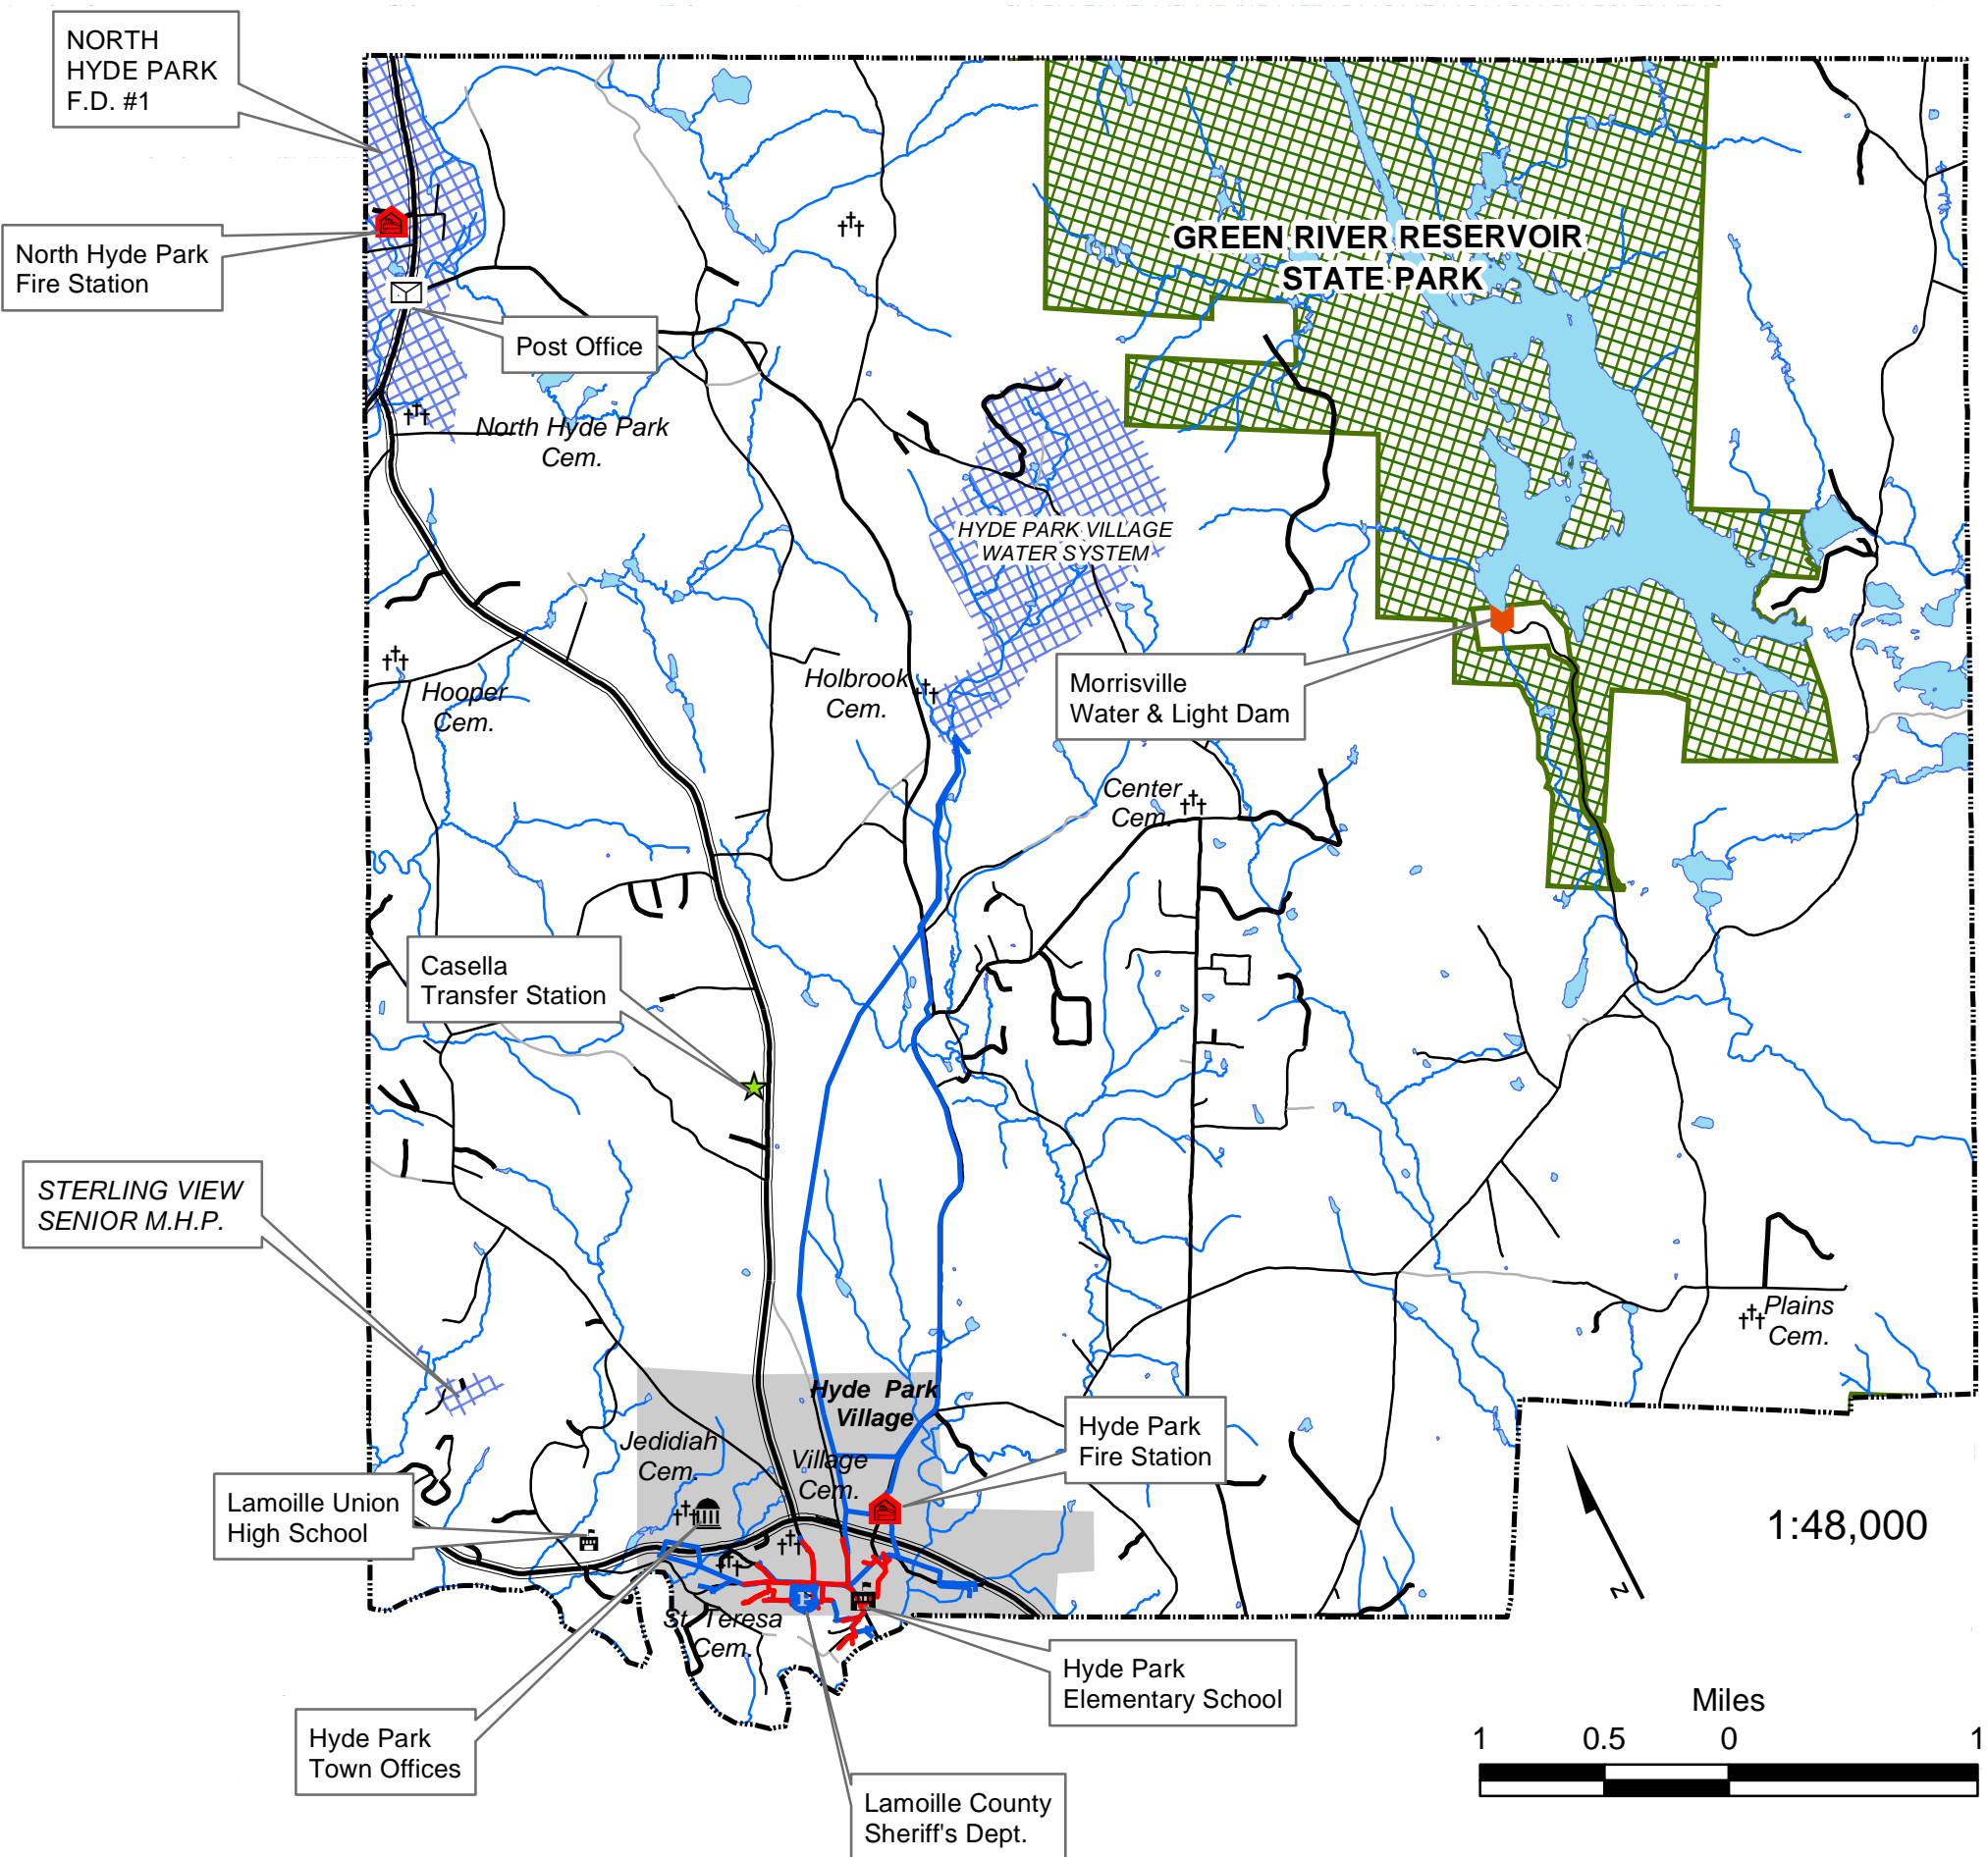 NORTH
HYDE PARK
F.D. #1
North Hyde Park
Fire Station
GREEN RIVER RESERVOIR
STATE PARK
Post Office
North Hyde Park
Cem.
HYDE PARK VILLAGE
WATER SYSTEM
Hooper
Cem.
Holbrook
Cem.
Morrisville
Water & Light Dam
Center
Cem.
Casella
Transfer Station
STERLING VIEW
SENIOR M.H.P.
Plains
Cem.
Hyde Park
Village
Jedidiah
Cem.
Village
Cem.
Hyde Park
Fire Station
Lamoille Union
High School
1:48,000
N
St. Teresa
Cem.
Hyde Park
Elementary School
Hyde Park
Town Offices
Miles
1 0.5 0 1
Lamoille County
Sheriff's Dept.